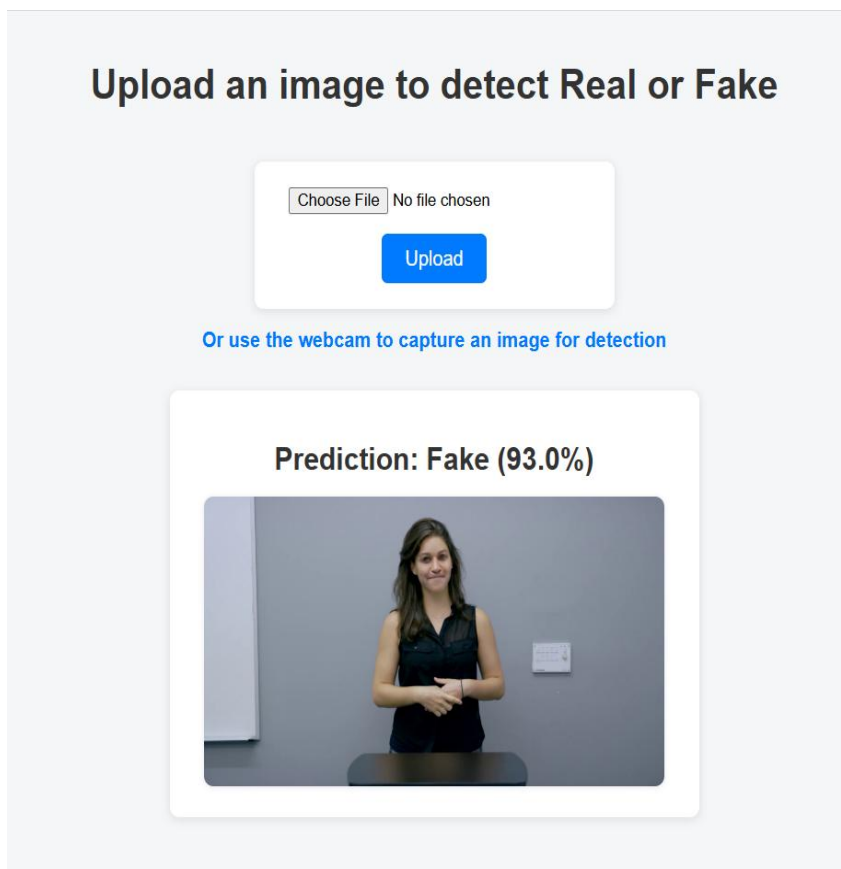 Upload an image to detect Real or Fake
Choose File No file chosen
Upload
Or use the webcam to capture an image for detection
Prediction: Fake (93.0%)